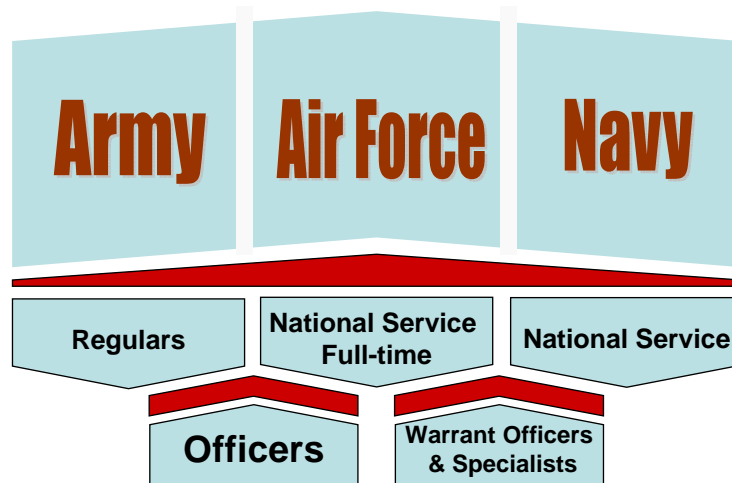 Army
Air Force
Navy
Regulars
National Service
Full-time
National Service
Officers
Warrant Officers
& Specialists